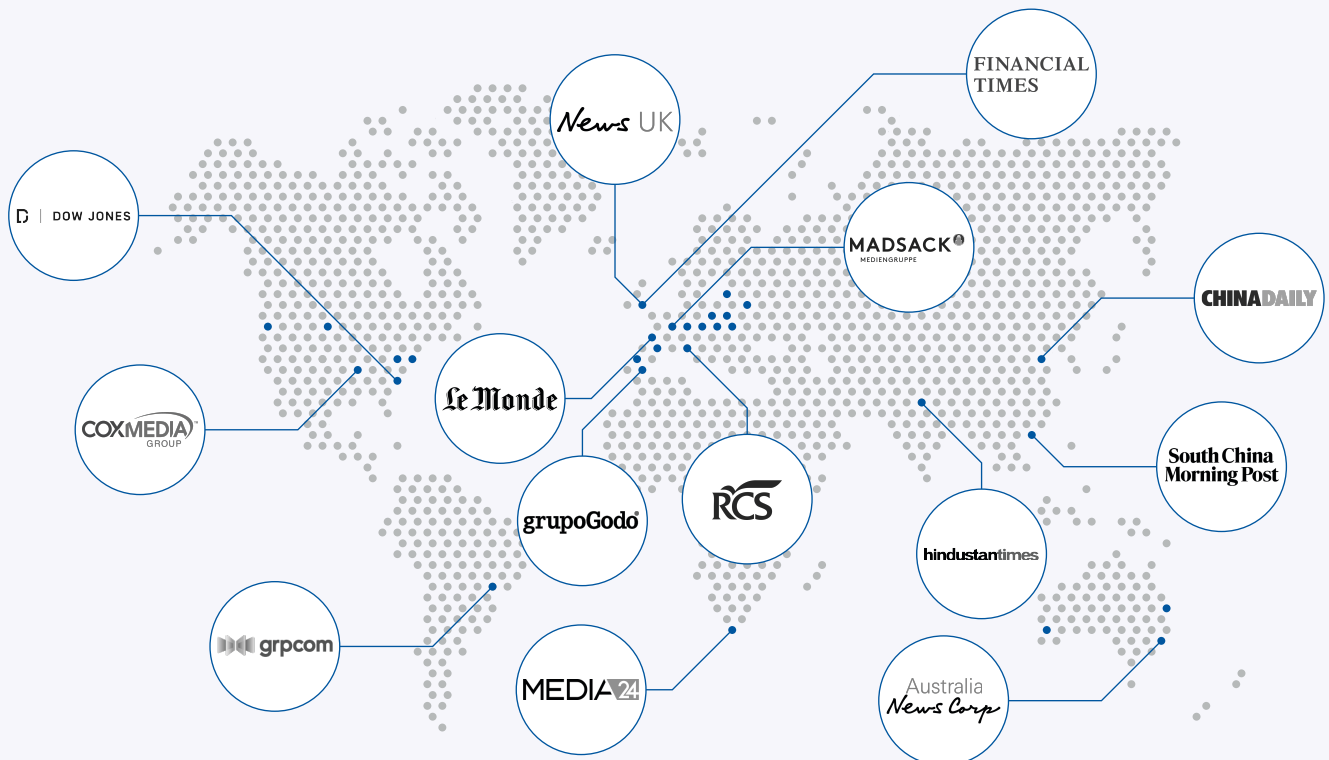 FINANCIAL
TIMES
News UK
DOW JONES
MADSACK
MEDIENGRUPPE
CHINADAILY
Le Monde
COXMEDIA
GROUP
South China
Morning Post
RCS
grupoGodo
hindustantimes
grpcom
MEDIA24
Australia
News Corp